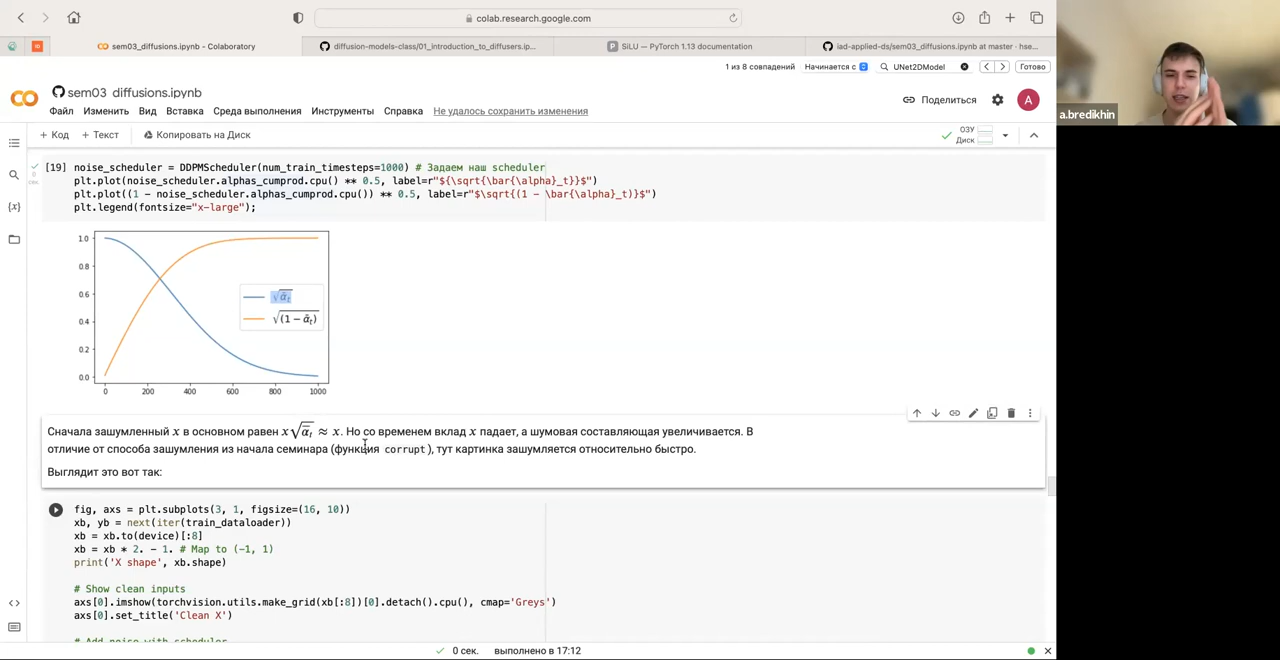 colab.research.google.com
sem03_diffusions.ipynb - Colaboratory
diffusion-models-class/01_introduction_to_diffusers.ip...
SiLU — PyTorch 1.13 documentation
iad-applied-ds/sem03_diffusions.ipynb at master · hse...
1 из 8 совпадений
Начинается с
UNet2DModel
Готово
sem03 diffusions.ipynb
Файл Изменить Вид Вставка Среда выполнения Инструменты Справка Не удалось сохранить изменения
Поделиться
A
a.bredikhin
+ Код + Текст Копировать на Диск
ОЗУ
Диск
[19] noise_scheduler = DDPMScheduler(num_train_timesteps=1000) # Задаем наш scheduler
0
сек.
plt.plot(noise_scheduler.alphas_cumprod.cpu() ** 0.5, label=r"${\sqrt{\bar{\alpha}_t}}$")
plt.plot((1 - noise_scheduler.alphas_cumprod.cpu()) ** 0.5, label=r"$\sqrt{(1 - \bar{\alpha}_t)}$")
plt.legend(fontsize="x-large");
1.0
0.8
0.6
0.4
0.2
0.0
√ᾱₜ
√(1 − ᾱₜ)
0 200 400 600 800 1000
Сначала зашумленный x в основном равен x√ᾱₜ ≈ x. Но со временем вклад x падает, а шумовая составляющая увеличивается. В
отличие от способа зашумления из начала семинара (функция corrupt), тут картинка зашумляется относительно быстро.
Выглядит это вот так:
fig, axs = plt.subplots(3, 1, figsize=(16, 10))
xb, yb = next(iter(train_dataloader))
xb = xb.to(device)[:8]
xb = xb * 2. - 1. # Map to (-1, 1)
print('X shape', xb.shape)
# Show clean inputs
axs[0].imshow(torchvision.utils.make_grid(xb[:8])[0].detach().cpu(), cmap='Greys')
axs[0].set_title('Clean X')
# Add noise with scheduler
0 сек. выполнено в 17:12